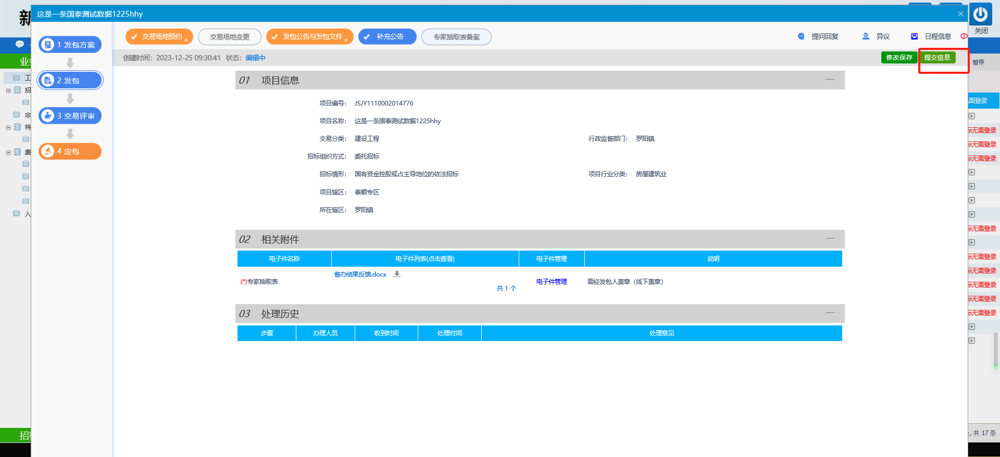 新
这是一条国泰测试数据1225hhy
关闭
1 发包方案
2 发包
3 交易评审
4 定包
交易场地预约 *
交易场地变更
发包公告与发包文件 *
补充公告
专家抽取表备案
提问回复
异议
日程信息
创建时间：2023-12-25 09:30:41 状态：编辑中
修改保存
提交信息
暂停
工
招
非
特
费
入
招
01 项目信息
项目编号： JSJY1110002014776
项目名称： 这是一条国泰测试数据1225hhy
交易分类： 建设工程
行政监督部门： 罗阳镇
招标组织方式： 委托招标
招标情形： 国有资金控股或占主导地位的依法招标
项目行业分类： 房屋建筑业
项目辖区： 泰顺专区
所在辖区： 罗阳镇
02 相关附件
电子件名称 电子件列表(点击查看) 电子件管理 说明
(*)专家抽取表
督办结果反馈.docx
共 1 个
电子件管理
需经发包人盖章（线下盖章）
03 处理历史
步骤 办理人员 收到时间 处理时间 处理意见
面登录
标无需登录
标无需登录
标无需登录
标无需登录
标无需登录
标无需登录
标无需登录
标无需登录
标无需登录
, 共 17 条